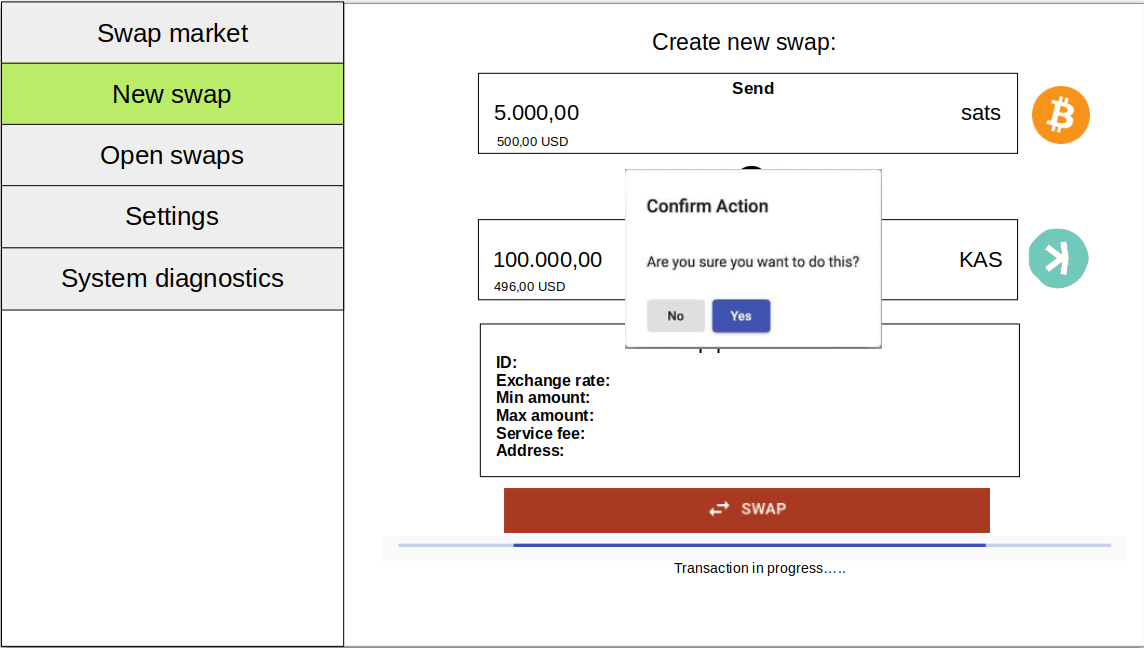 Swap market
New swap
Open swaps
Settings
System diagnostics
Create new swap:
Send
5.000,00 sats
500,00 USD
Confirm Action
Are you sure you want to do this?
No Yes
100.000,00 KAS
496,00 USD
ID:
Exchange rate:
Min amount:
Max amount:
Service fee:
Address:
SWAP
Transaction in progress.....